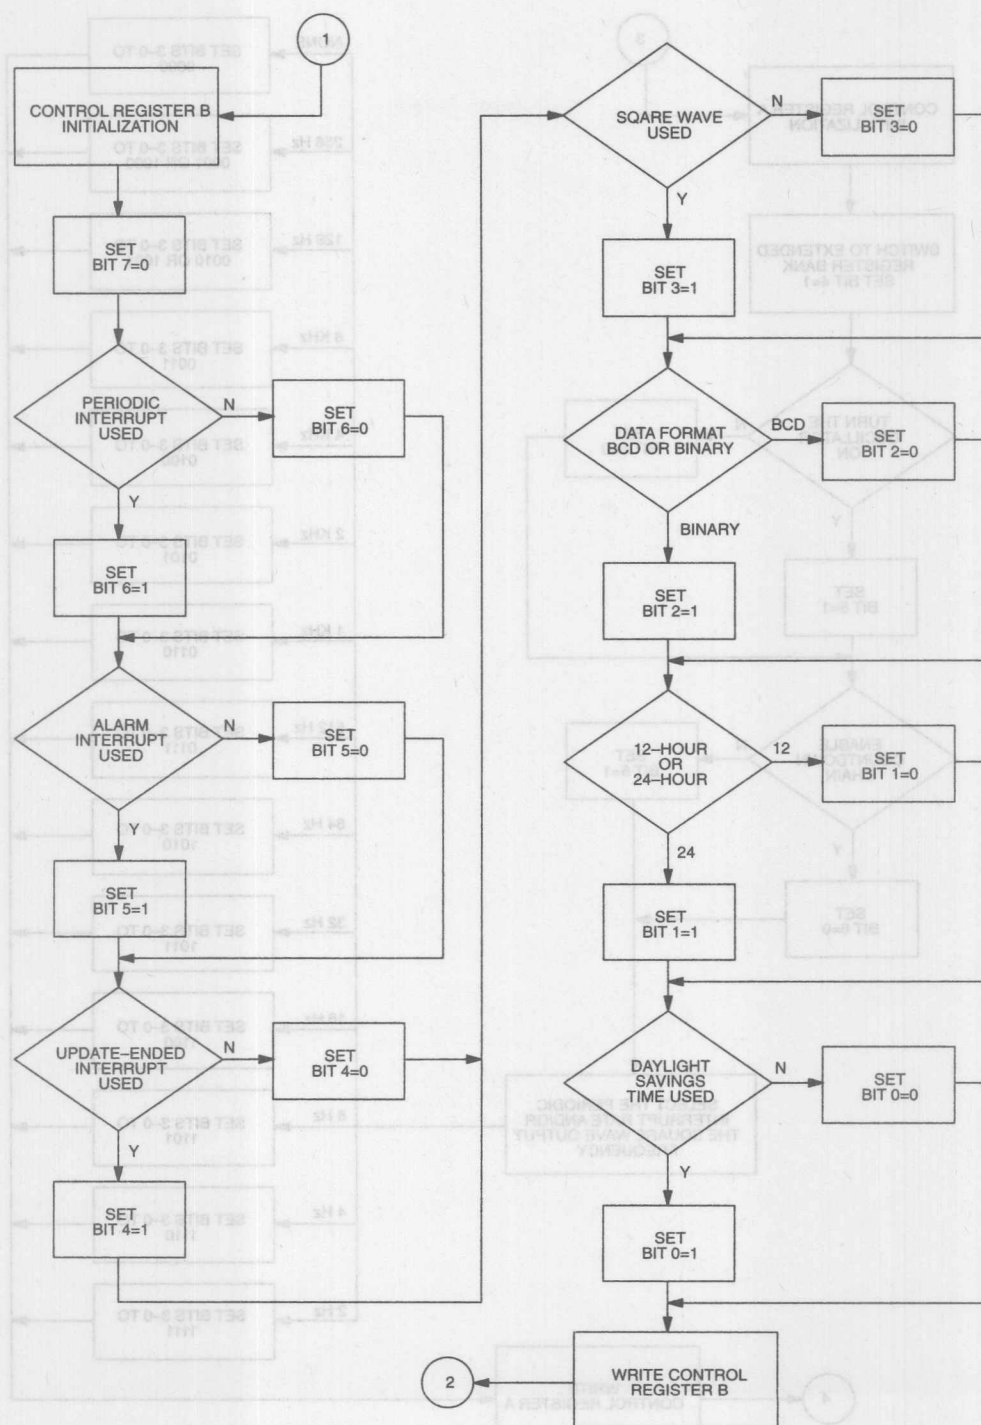 1
CONTROL REGISTER B
INITIALIZATION
SET
BIT 7=0
PERIODIC
INTERRUPT
USED
N
SET
BIT 6=0
Y
SET
BIT 6=1
ALARM
INTERRUPT
USED
N
SET
BIT 5=0
Y
SET
BIT 5=1
UPDATE–ENDED
INTERRUPT
USED
N
SET
BIT 4=0
Y
SET
BIT 4=1
SQARE WAVE
USED
N
SET
BIT 3=0
Y
SET
BIT 3=1
DATA FORMAT
BCD OR BINARY
BCD
SET
BIT 2=0
BINARY
SET
BIT 2=1
12–HOUR
OR
24–HOUR
12
SET
BIT 1=0
24
SET
BIT 1=1
DAYLIGHT
SAVINGS
TIME USED
N
SET
BIT 0=0
Y
SET
BIT 0=1
WRITE CONTROL
REGISTER B
2